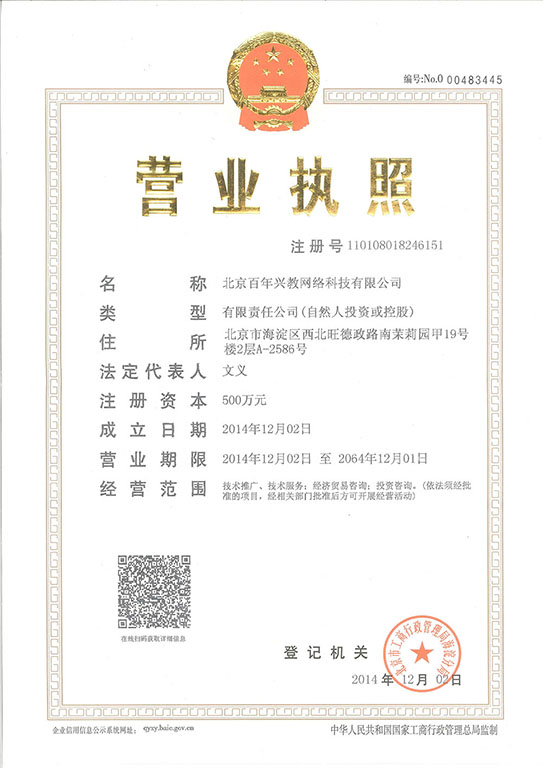 编号:No.0 00483445
营业执照
注册号 110108018246151
名称 北京百年兴教网络科技有限公司
类型 有限责任公司(自然人投资或控股)
住所 北京市海淀区西北旺德政路南茉莉园甲19号
楼2层A-2586号
法定代表人 文义
注册资本 500万元
成立日期 2014年12月02日
营业期限 2014年12月02日 至 2064年12月01日
经营范围 技术推广、技术服务；经济贸易咨询；投资咨询。(依法须经批
准的项目，经相关部门批准后方可开展经营活动)
在线扫码获取详细信息
北京市工商行政管理局海淀分局
登记机关
2014年12月02日
企业信用信息公示系统网址： qyxy.baic.gov.cn
中华人民共和国国家工商行政管理总局监制